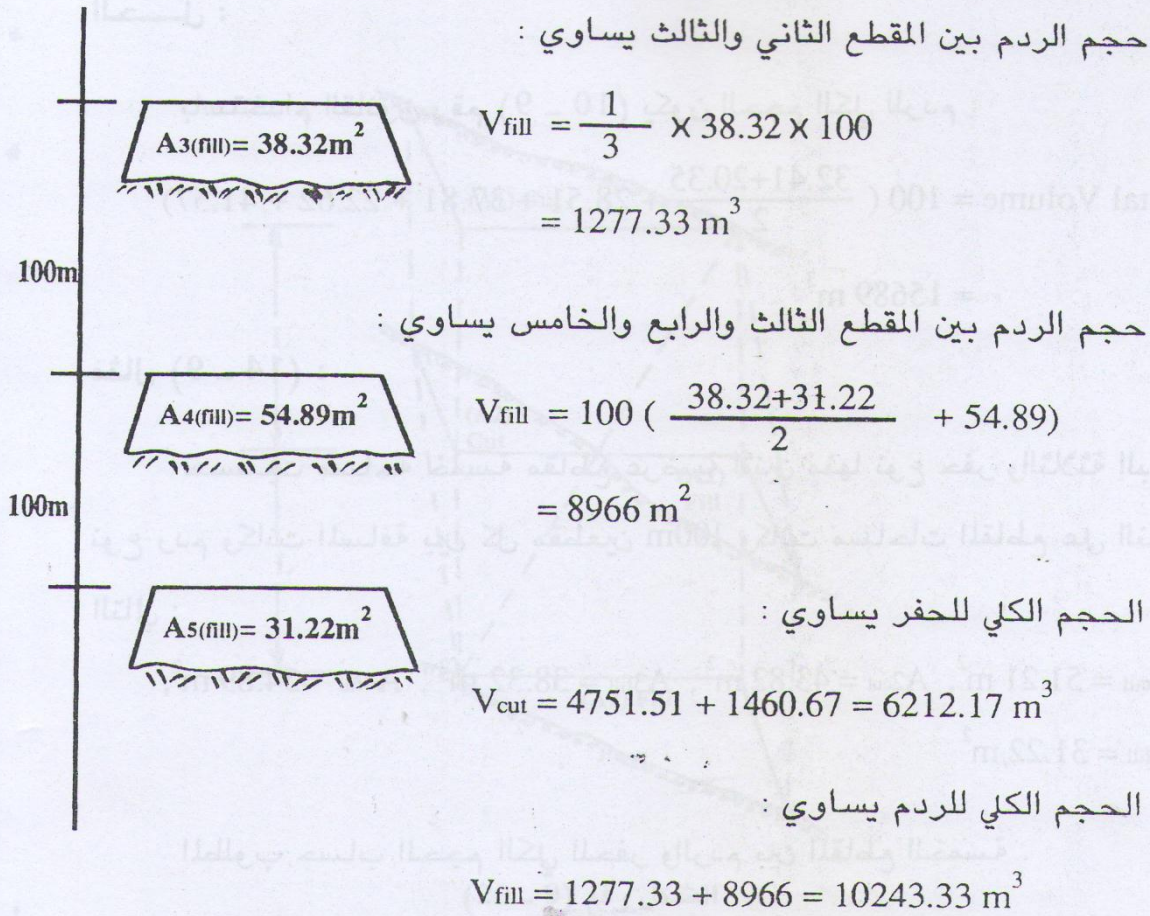 حجم الردم بين المقطع الثاني والثالث يساوي :
A3(fill)= 38.32m²
Vfill = 1/3 x 38.32 x 100
= 1277.33 m³
100m
حجم الردم بين المقطع الثالث والرابع والخامس يساوي :
A4(fill)= 54.89m²
Vfill = 100 ( 38.32+31.22/2 + 54.89)
= 8966 m²
100m
الحجم الكلي للحفر يساوي :
A5(fill)= 31.22m²
Vcut = 4751.51 + 1460.67 = 6212.17 m³
الحجم الكلي للردم يساوي :
Vfill = 1277.33 + 8966 = 10243.33 m³